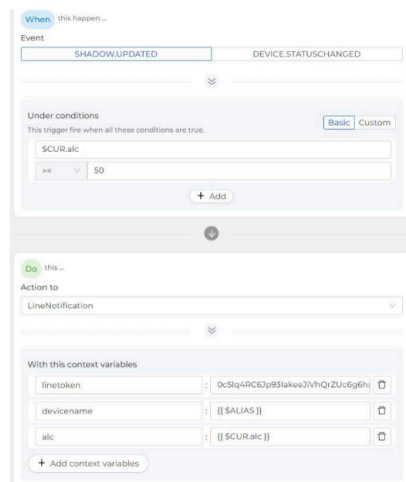 When this happen ...
Event
SHADOW.UPDATED DEVICE.STATUSCHANGED
Under conditions
This trigger fire when all these conditions are true.
Basic Custom
$CUR.alc
>= 50
+ Add
Do this ...
Action to
LineNotification
With this context variables
linetoken :
devicename : {{ $ALIAS }}
alc : {{ $CUR.alc }}
+ Add context variables